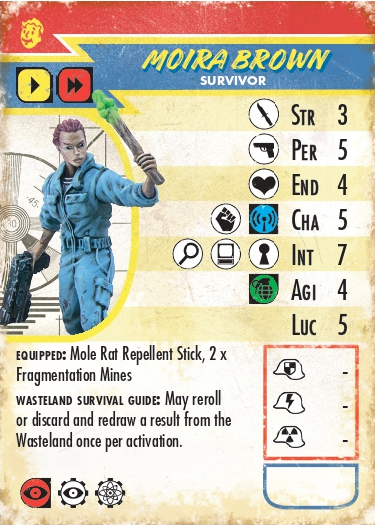 MOIRA BROWN
SURVIVOR
STR 3
PER 5
END 4
CHA 5
INT 7
AGI 4
LUC 5
EQUIPPED: Mole Rat Repellent Stick, 2 x
Fragmentation Mines
WASTELAND SURVIVAL GUIDE: May reroll
or discard and redraw a result from the
Wasteland once per activation.
-
-
-